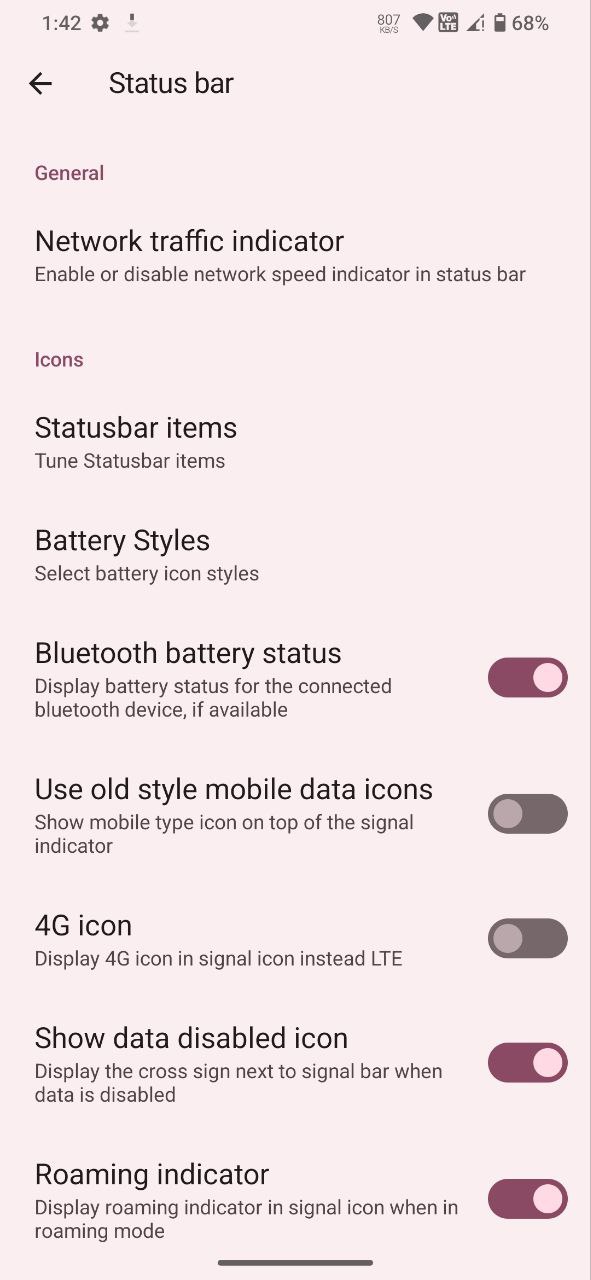 1:42 807 KB/S VoLTE 68%
Status bar
General
Network traffic indicator
Enable or disable network speed indicator in status bar
Icons
Statusbar items
Tune Statusbar items
Battery Styles
Select battery icon styles
Bluetooth battery status
Display battery status for the connected
bluetooth device, if available
Use old style mobile data icons
Show mobile type icon on top of the signal
indicator
4G icon
Display 4G icon in signal icon instead LTE
Show data disabled icon
Display the cross sign next to signal bar when
data is disabled
Roaming indicator
Display roaming indicator in signal icon when in
roaming mode